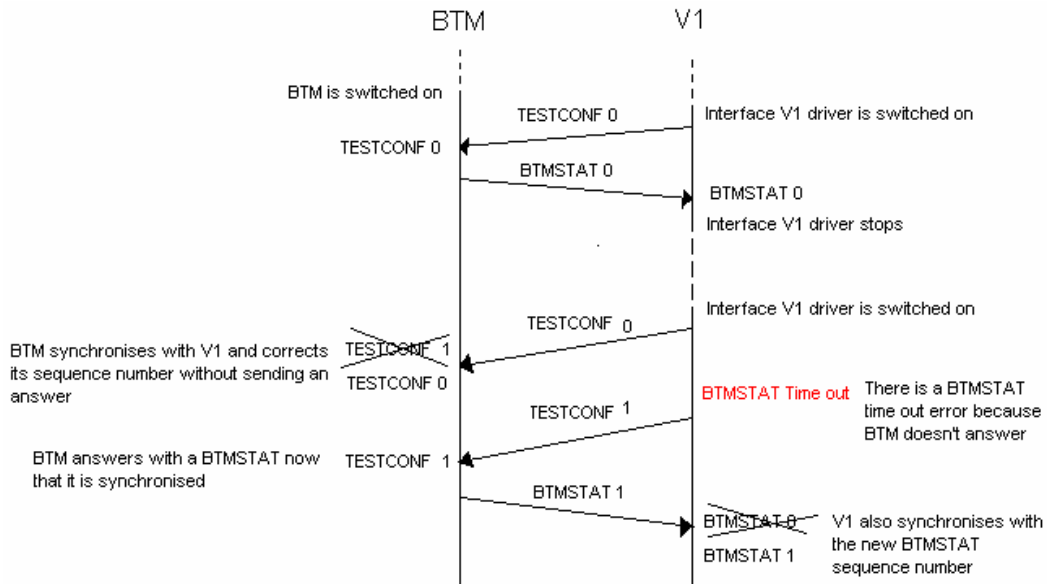 BTM V1
BTM is switched on
TESTCONF 0 Interface V1 driver is switched on
TESTCONF 0
BTMSTAT 0
BTMSTAT 0
Interface V1 driver stops
Interface V1 driver is switched on
TESTCONF 0
BTM synchronises with V1 and corrects
its sequence number without sending an
answer
TESTCONF 1
TESTCONF 0
BTMSTAT Time out
There is a BTMSTAT
time out error because
BTM doesn't answer
TESTCONF 1
BTM answers with a BTMSTAT now
that it is synchronised
TESTCONF 1
BTMSTAT 1
BTMSTAT 0
BTMSTAT 1
V1 also synchronises with
the new BTMSTAT
sequence number